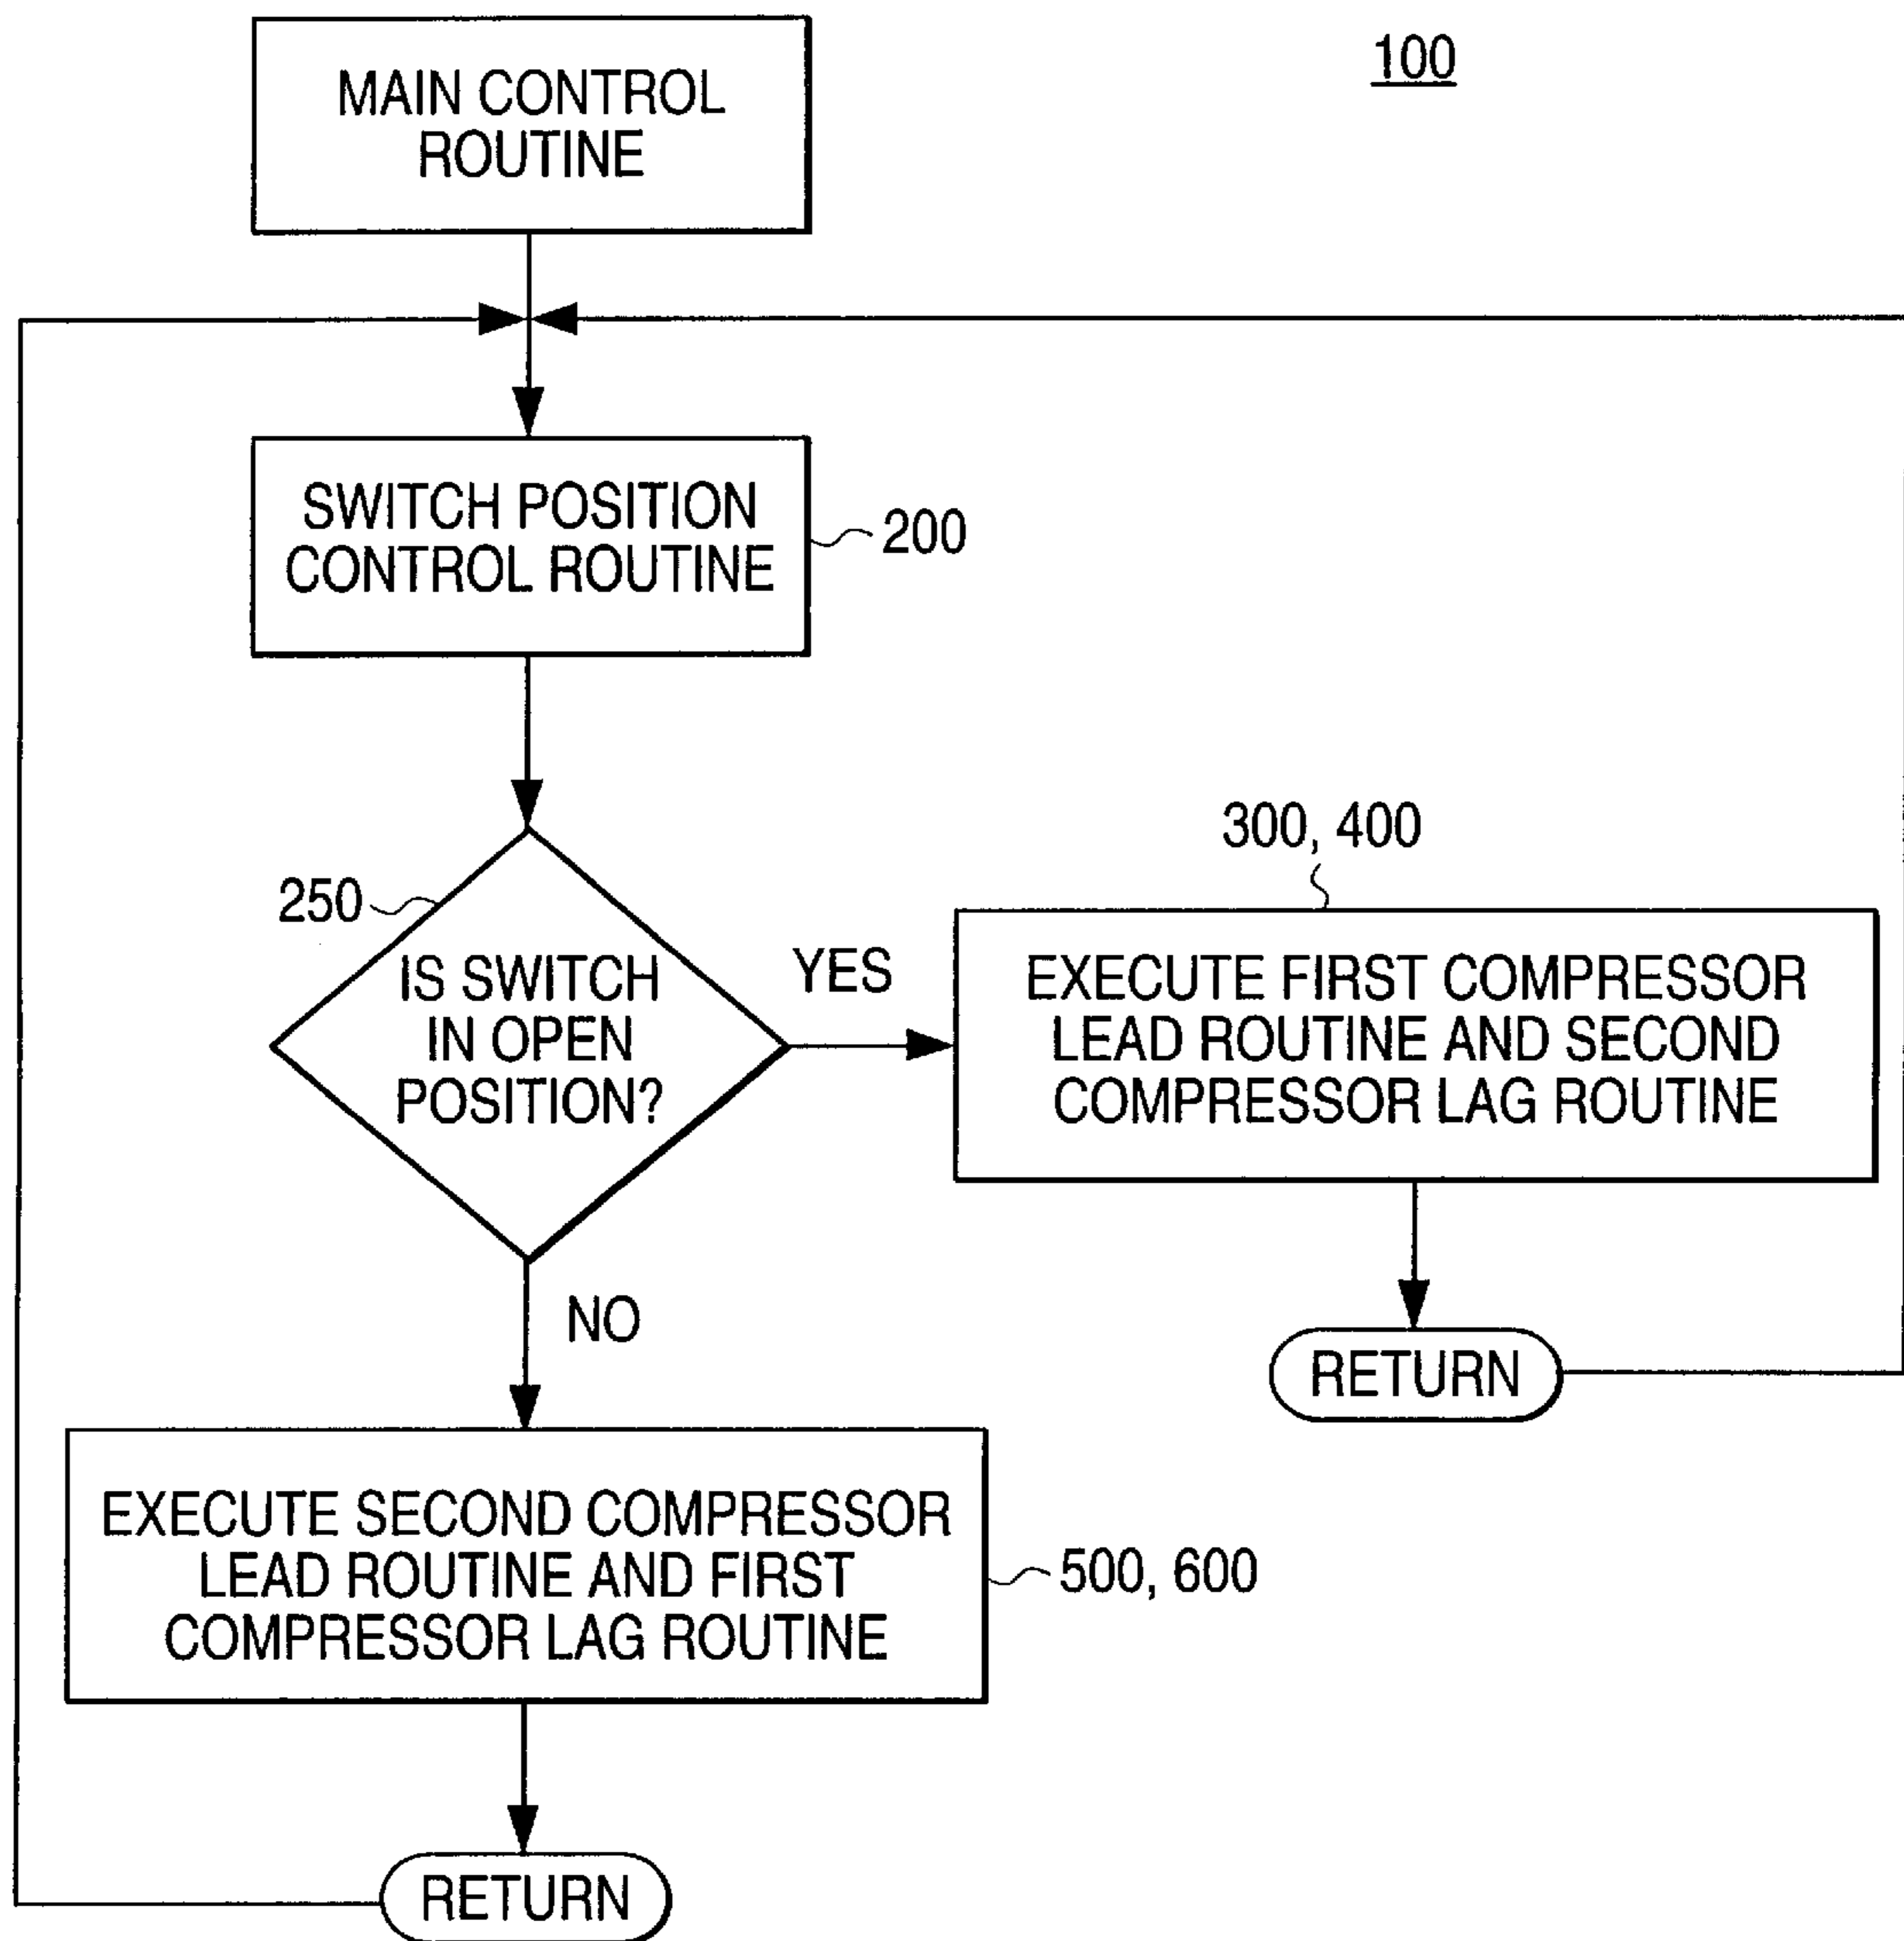 MAIN CONTROL
ROUTINE
100
SWITCH POSITION
CONTROL ROUTINE
200
250
IS SWITCH
IN OPEN
POSITION?
YES
300, 400
EXECUTE FIRST COMPRESSOR
LEAD ROUTINE AND SECOND
COMPRESSOR LAG ROUTINE
RETURN
NO
EXECUTE SECOND COMPRESSOR
LEAD ROUTINE AND FIRST
COMPRESSOR LAG ROUTINE
500, 600
RETURN